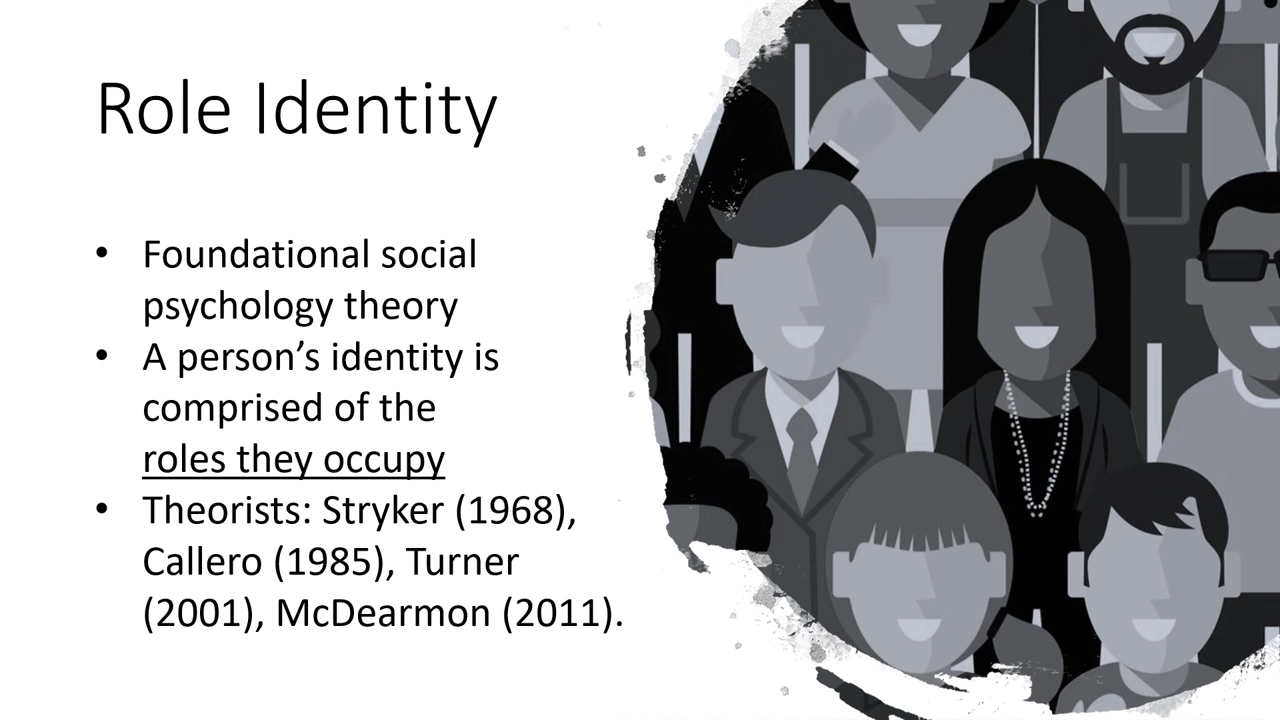 Role Identity
• Foundational social
psychology theory
• A person’s identity is
comprised of the
roles they occupy
• Theorists: Stryker (1968),
Callero (1985), Turner
(2001), McDearmon (2011).